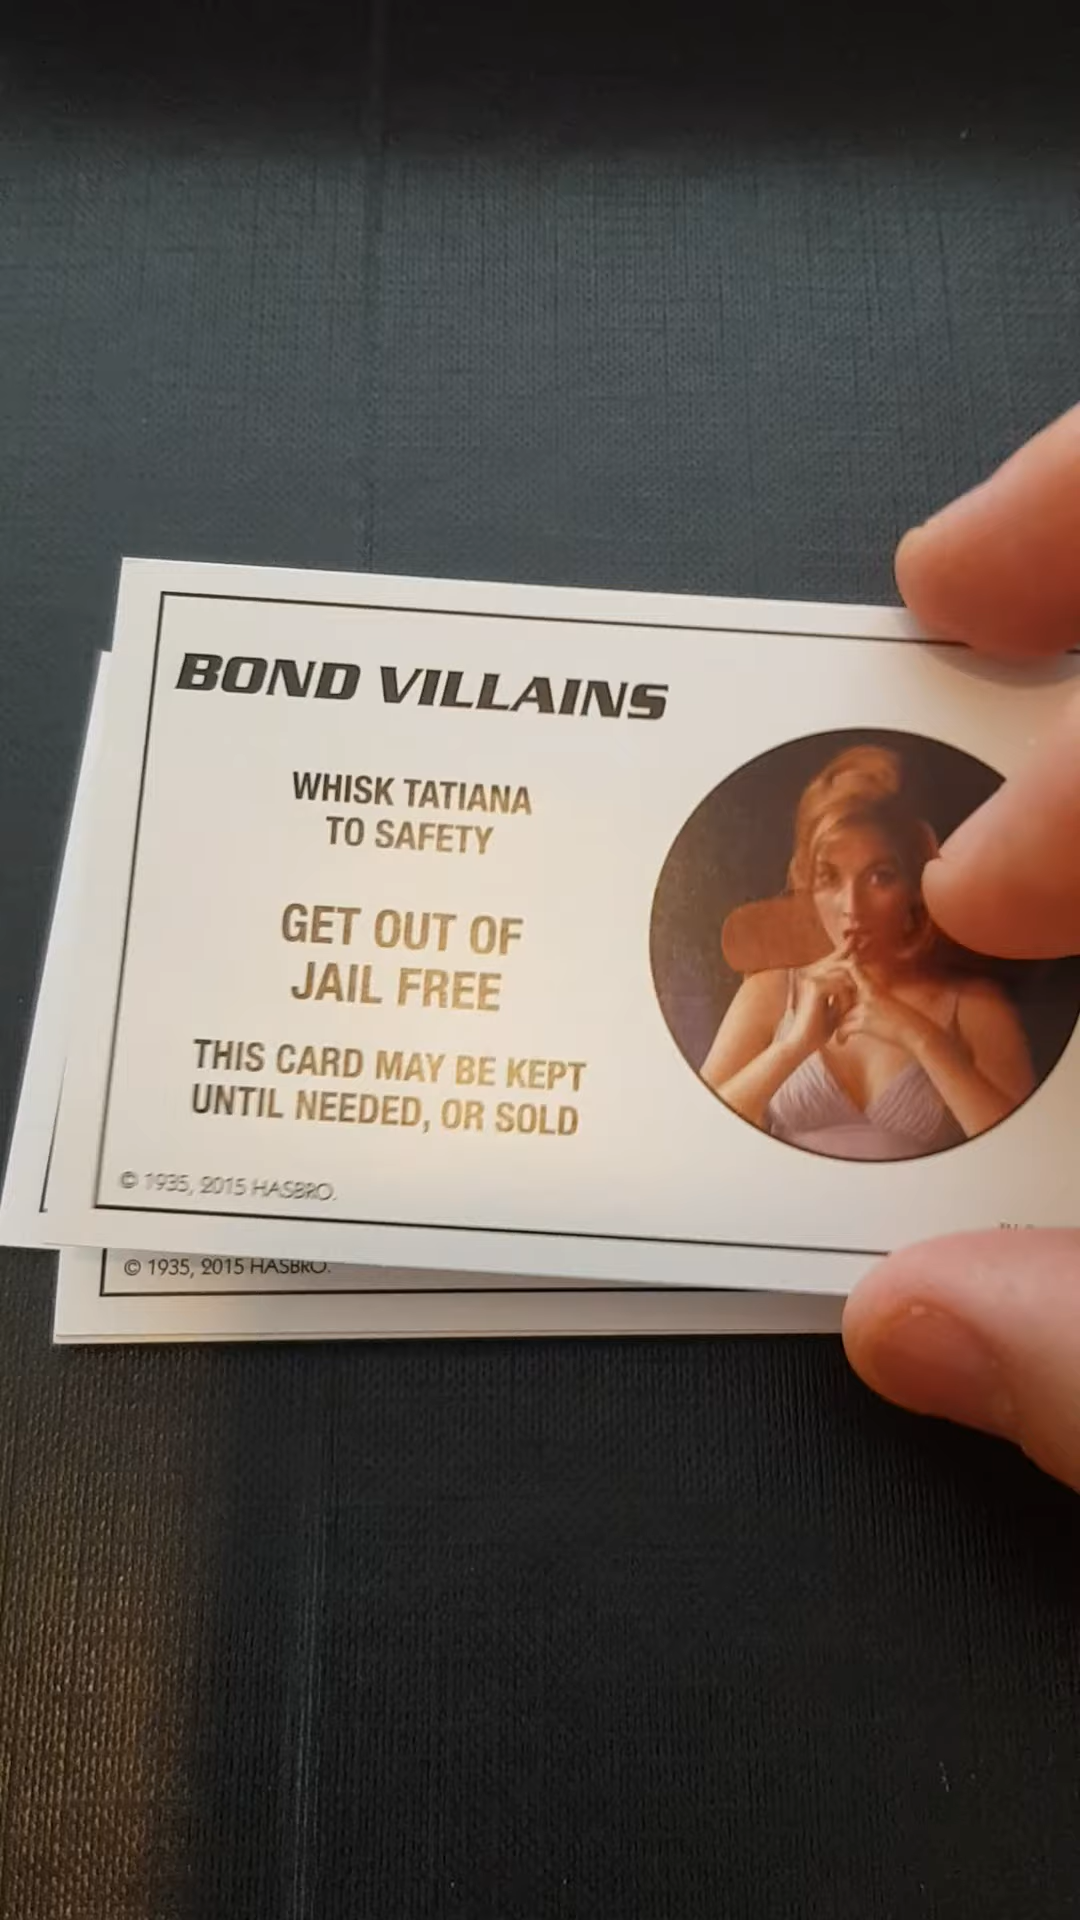 BOND VILLAINS
WHISK TATIANA
TO SAFETY
GET OUT OF
JAIL FREE
THIS CARD MAY BE KEPT
UNTIL NEEDED, OR SOLD
© 1935, 2015 HASBRO.
© 1935, 2015 HASBRO.